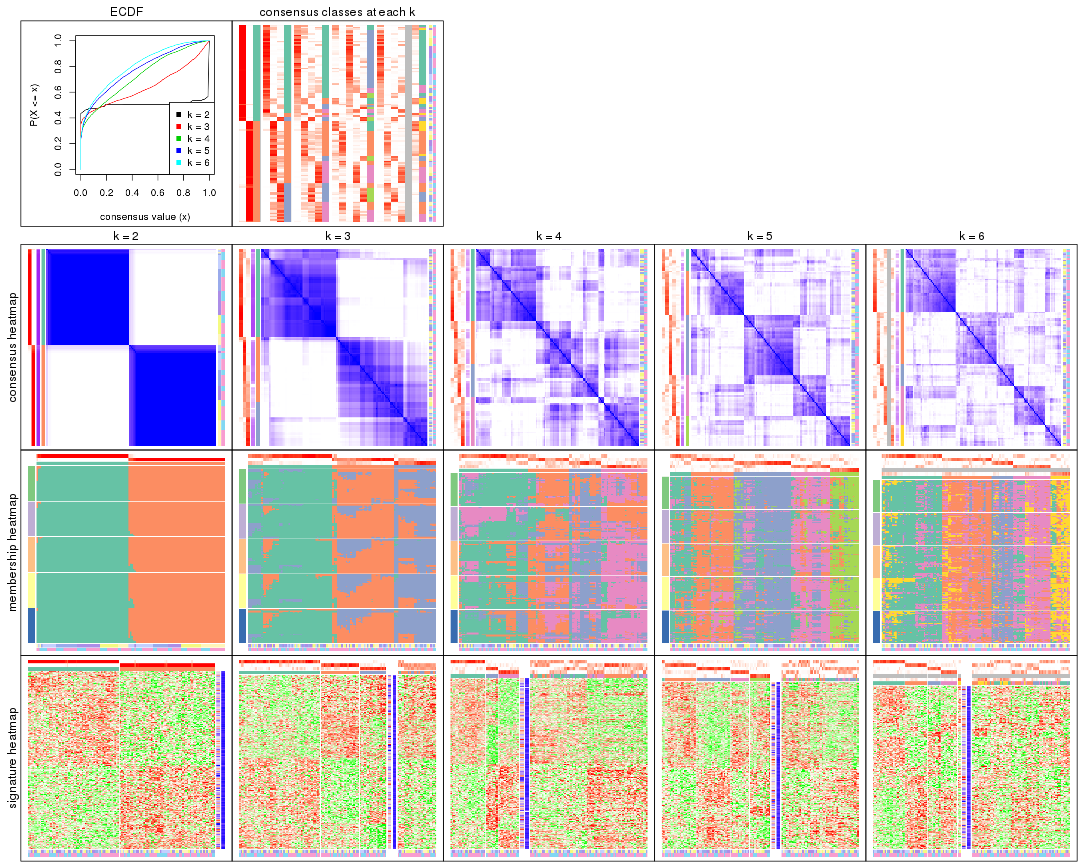 ECDF
consensus classes at each k
P(X <= x)
0.0 0.2 0.4 0.6 0.8 1.0
k = 2
k = 3
k = 4
k = 5
k = 6
0.0 0.2 0.4 0.6 0.8 1.0
consensus value (x)
k = 2 k = 3 k = 4 k = 5 k = 6
consensus heatmap
membership heatmap
signature heatmap